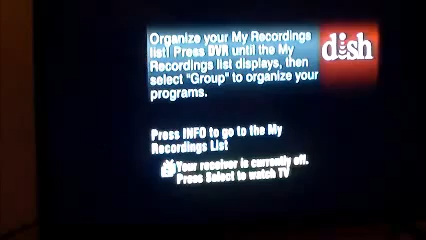 Organize your My Recordings
list! Press DVR until the My
Recordings list displays, then
select "Group" to organize your
programs.
dish
Press INFO to go to the My
Recordings List
Your receiver is currently off.
Press Select to watch TV